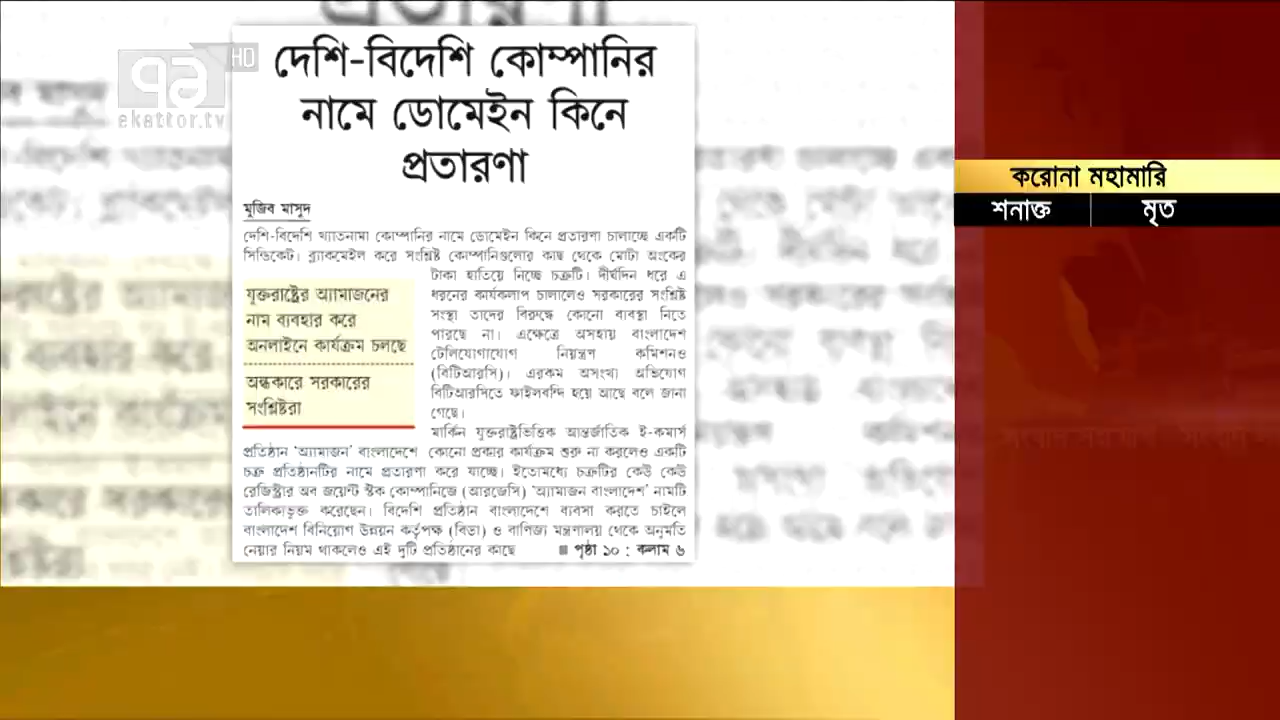 HD
ekattor.tv
দেশি-বিদেশি কোম্পানির
নামে ডোমেইন কিনে
প্রতারণা
মুজিব মাসুদ
দেশি-বিদেশি খ্যাতনামা কোম্পানির নামে ডোমেইন কিনে প্রতারণা চালাচ্ছে একটি
সিন্ডিকেট। ব্ল্যাকমেইল করে সংশ্লিষ্ট কোম্পানিগুলোর কাছ থেকে মোটা অংকের
টাকা হাতিয়ে নিচ্ছে চক্রটি। দীর্ঘদিন ধরে এ
ধরনের কার্যকলাপ চালালেও সরকারের সংশ্লিষ্ট
সংস্থা তাদের বিরুদ্ধে কোনো ব্যবস্থা নিতে
পারছে না। এক্ষেত্রে অসহায় বাংলাদেশ
টেলিযোগাযোগ নিয়ন্ত্রণ কমিশনও
(বিটিআরসি)। এরকম অসংখ্য অভিযোগ
বিটিআরসিতে ফাইলবন্দি হয়ে আছে বলে জানা
গেছে।
যুক্তরাষ্ট্রের অ্যামাজনের
নাম ব্যবহার করে
অনলাইনে কার্যক্রম চলছে
অন্ধকারে সরকারের
সংশ্লিষ্টরা
মার্কিন যুক্তরাষ্ট্রভিত্তিক আন্তর্জাতিক ই-কমার্স
প্রতিষ্ঠান 'অ্যামাজন' বাংলাদেশে কোনো প্রকার কার্যক্রম শুরু না করলেও একটি
চক্র প্রতিষ্ঠানটির নামে প্রতারণা করে যাচ্ছে। ইতোমধ্যে চক্রটির কেউ কেউ
রেজিস্ট্রার অব জয়েন্ট স্টক কোম্পানিজে (আরজেসি) 'অ্যামাজন বাংলাদেশ' নামটি
তালিকাভুক্ত করেছেন। বিদেশি প্রতিষ্ঠান বাংলাদেশে ব্যবসা করতে চাইলে
বাংলাদেশ বিনিয়োগ উন্নয়ন কর্তৃপক্ষ (বিডা) ও বাণিজ্য মন্ত্রণালয় থেকে অনুমতি
নেয়ার নিয়ম থাকলেও এই দুটি প্রতিষ্ঠানের কাছে ■ পৃষ্ঠা ১০ : কলাম ৬
করোনা মহামারি
শনাক্ত মৃত